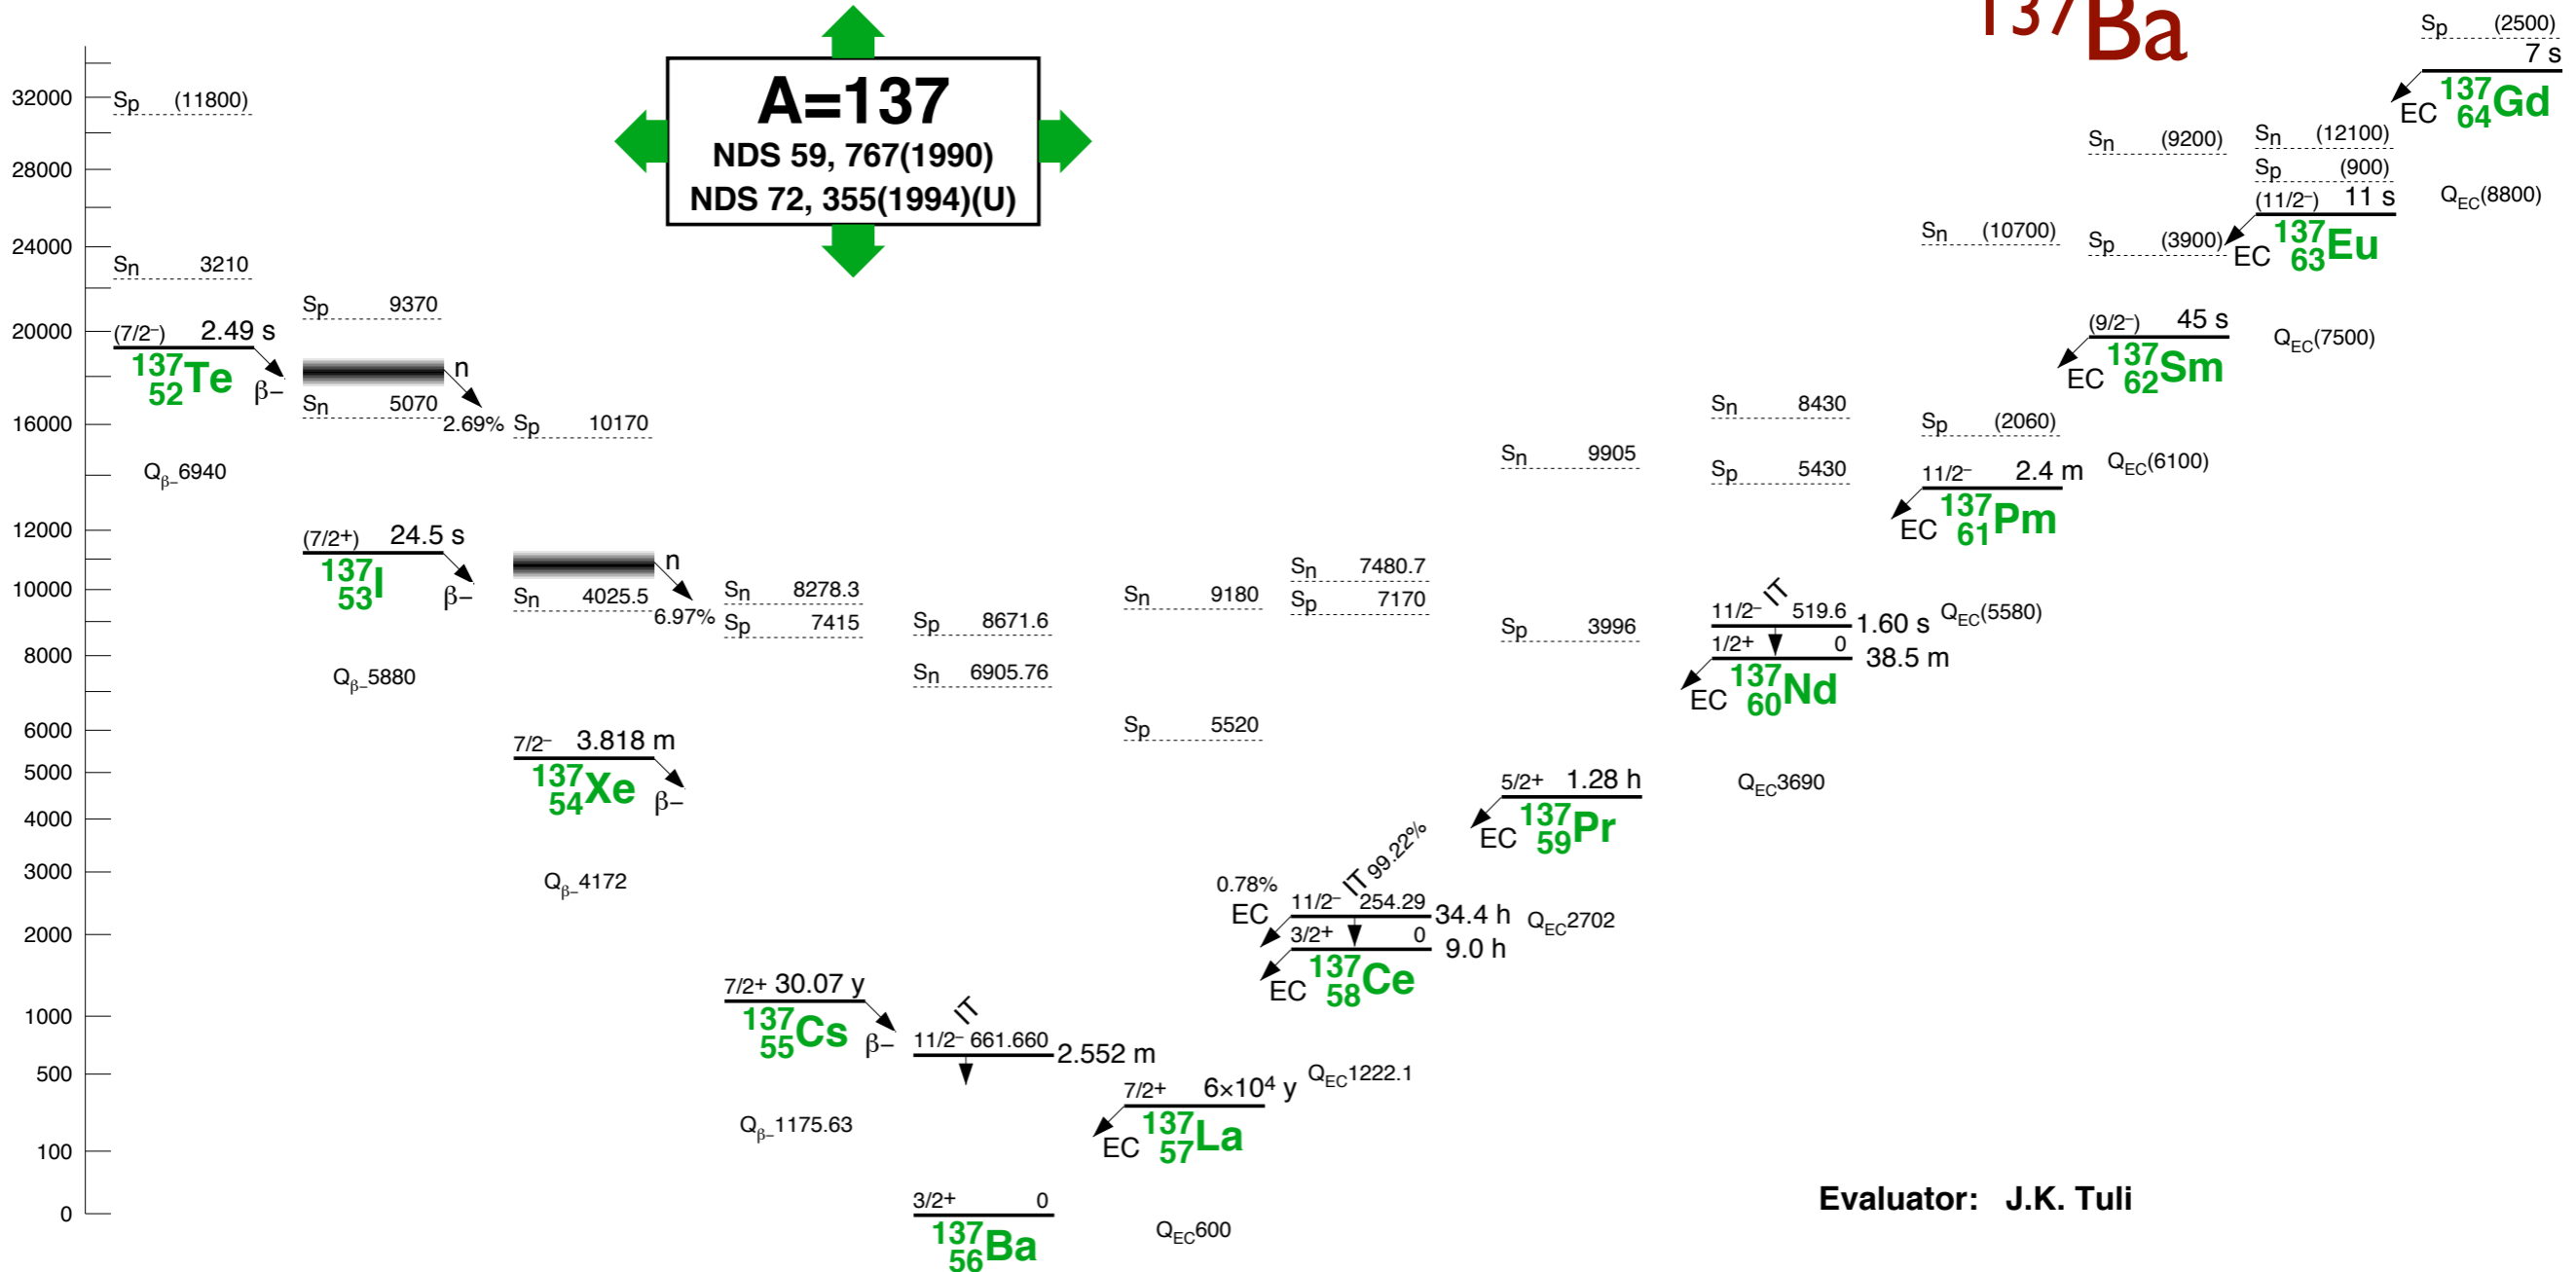 ¹³⁷Ba
A=137
NDS 59, 767(1990)
NDS 72, 355(1994)(U)
32000
28000
24000
20000
16000
12000
10000
8000
6000
5000
4000
3000
2000
1000
500
100
0
Sp (11800)
Sn 3210
(7/2–) 2.49 s
137 52 Te
β–
Qβ–6940
Sp 9370
n
Sn 5070
2.69%
(7/2+) 24.5 s
137 53 I
β–
Qβ–5880
Sp 10170
n
Sn 4025.5
6.97%
7/2– 3.818 m
137 54 Xe
β–
Qβ–4172
Sn 8278.3
Sp 7415
7/2+ 30.07 y
137 55 Cs
β–
Qβ–1175.63
Sp 8671.6
Sn 6905.76
IT
11/2– 661.660 2.552 m
3/2+ 0
137 56 Ba
Sn 9180
Sp 5520
7/2+ 6×10⁴ y
137 57 La
EC
QEC600
Sn 7480.7
Sp 7170
IT 99.22%
0.78%
EC
11/2– 254.29 34.4 h
3/2+ 0 9.0 h
137 58 Ce
EC
QEC1222.1
Sn 9905
Sp 3996
5/2+ 1.28 h
137 59 Pr
EC
QEC2702
Sn 8430
Sp 5430
IT
11/2– 519.6 1.60 s
1/2+ 0 38.5 m
137 60 Nd
EC
QEC3690
Sn (10700)
Sp (2060)
11/2– 2.4 m
137 61 Pm
EC
QEC(5580)
Sn (9200)
Sp (3900)
(9/2–) 45 s
137 62 Sm
EC
QEC(6100)
Sn (12100)
Sp (900)
(11/2–) 11 s
137 63 Eu
EC
QEC(7500)
Sp (2500)
7 s
137 64 Gd
EC
QEC(8800)
Evaluator: J.K. Tuli